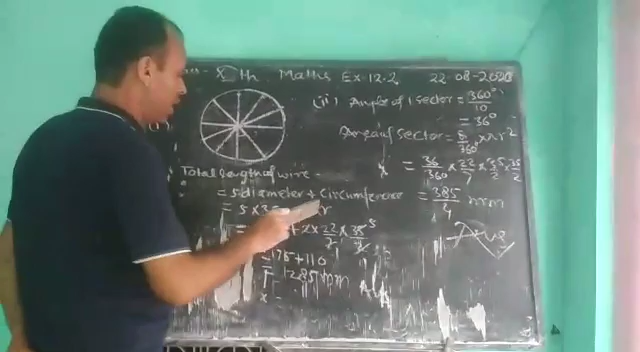 Xth Maths Ex-12.2 22-08-2020
Total length of wire
= 5 diameter + Circumference
= 5×35
+ 2× 22/7 × 35/2 5
= 175+110
= 285 mm
(ii) Angle of 1 sector = 360°/10
= 36°
Area of sector = θ/360° × πr²
= 36/360 × 22/7 × 35/2 × 35/2
= 385/4 mm
Ans